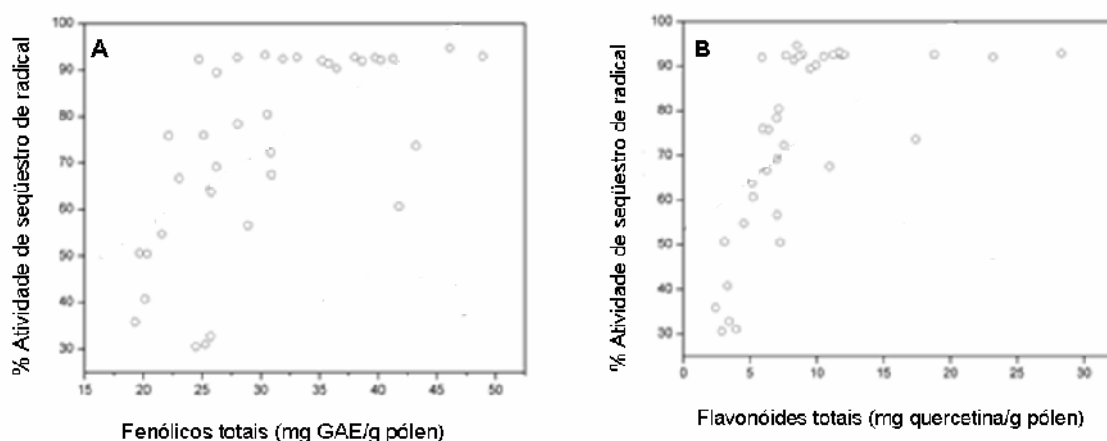 A
% Atividade de seqüestro de radical
100
90
80
70
60
50
40
30
15 20 25 30 35 40 45 50
Fenólicos totais (mg GAE/g pólen)
B
% Atividade de seqüestro de radical
100
90
80
70
60
50
40
30
0 5 10 15 20 25 30
Flavonóides totais (mg quercetina/g pólen)